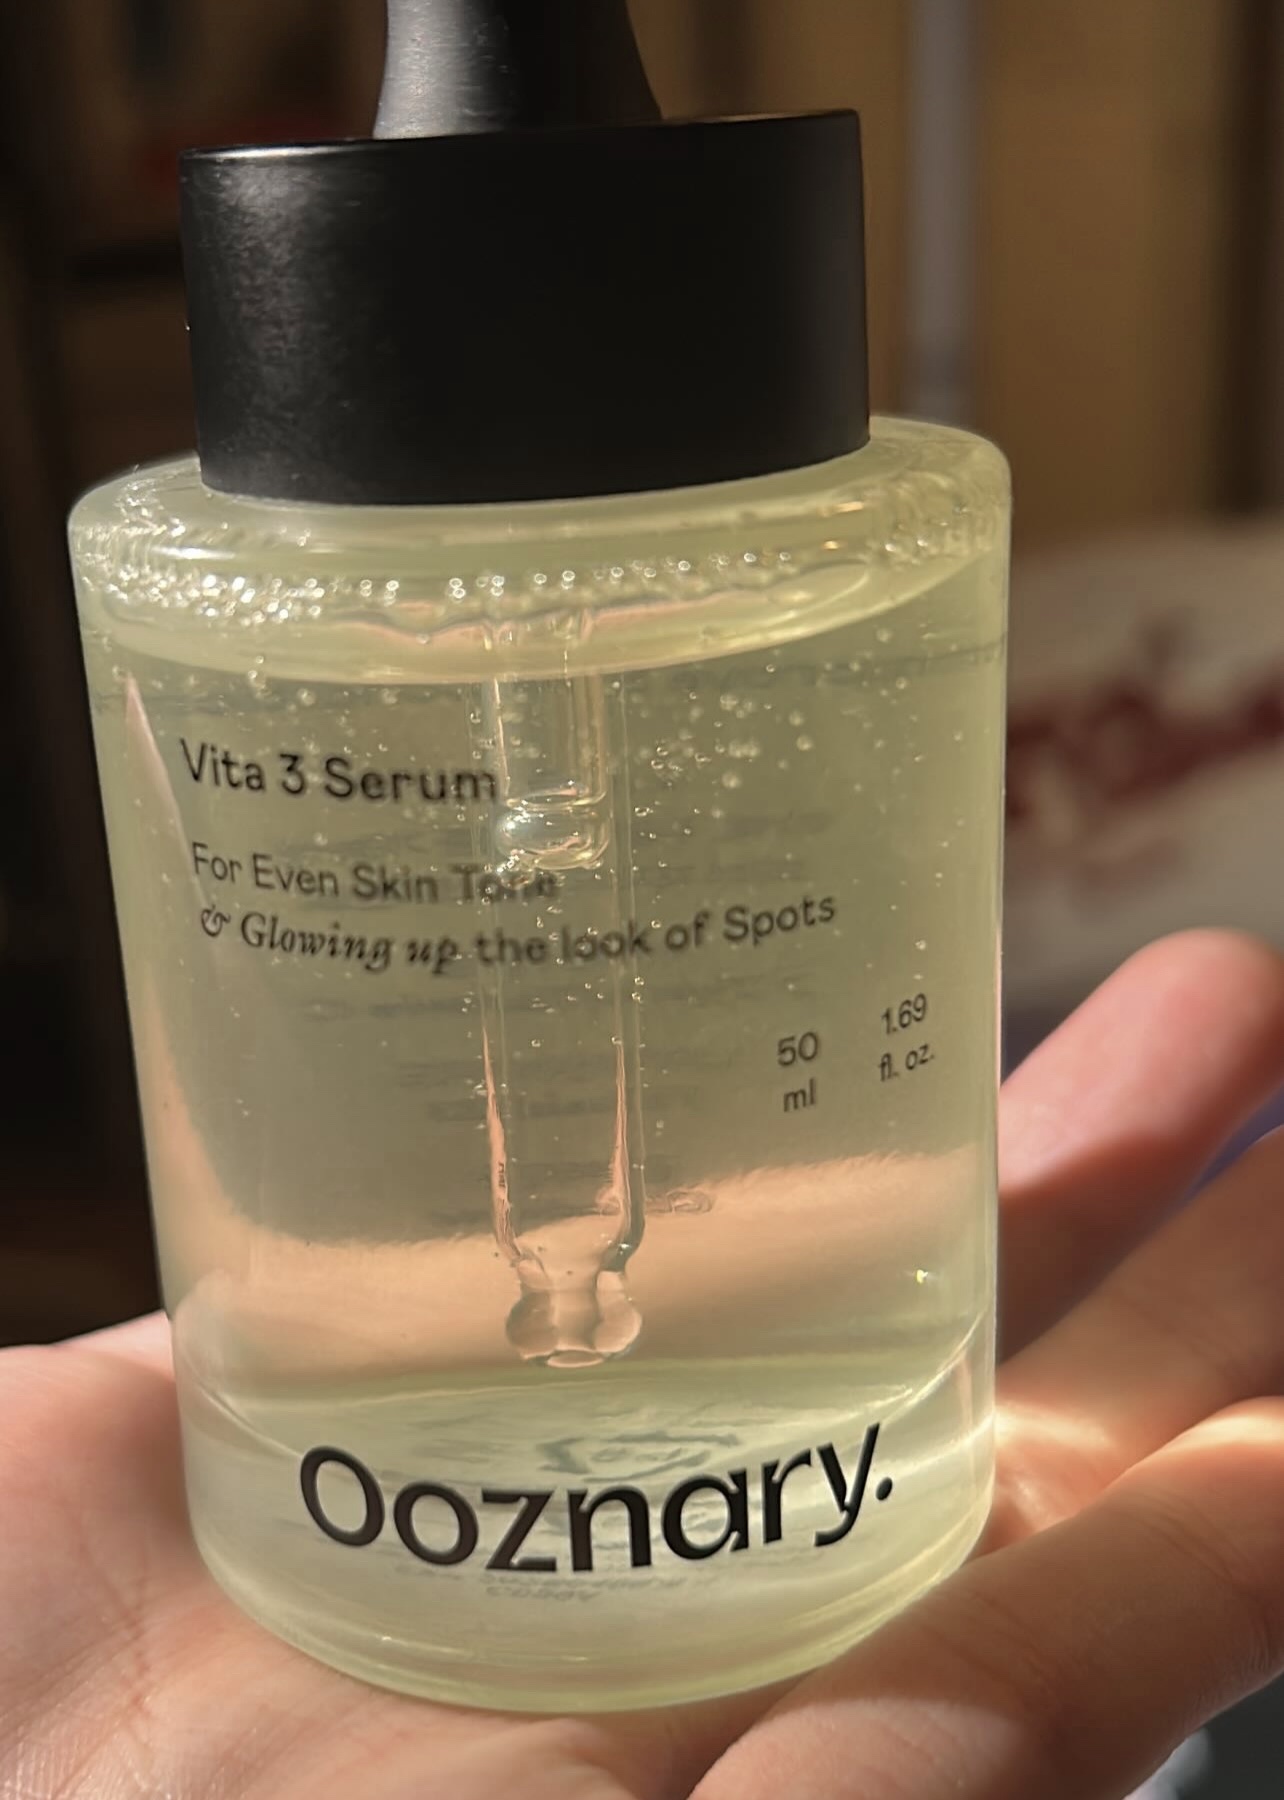 Vita 3 Serum
For Even Skin Tone
& Glowing up the look of Spots
50 ml
1.69 fl. oz.
Ooznary.